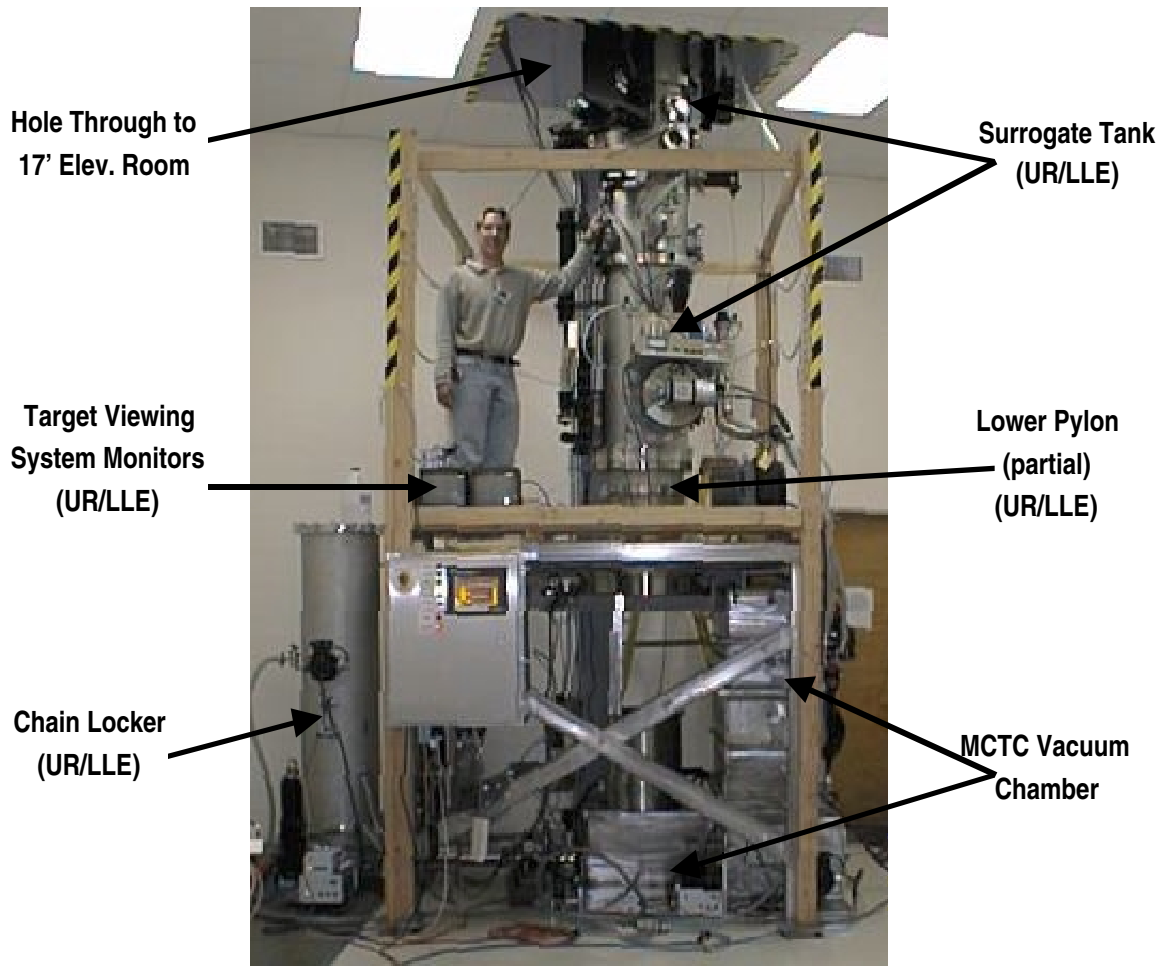 Hole Through to
17' Elev. Room
Surrogate Tank
(UR/LLE)
Target Viewing
System Monitors
(UR/LLE)
Lower Pylon
(partial)
(UR/LLE)
Chain Locker
(UR/LLE)
MCTC Vacuum
Chamber